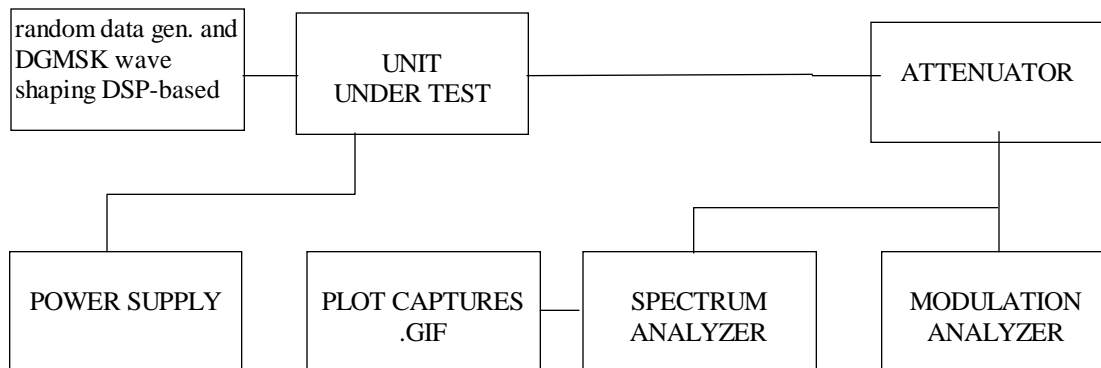 random data gen. and
DGMSK wave
shaping DSP-based
UNIT
UNDER TEST
ATTENUATOR
POWER SUPPLY
PLOT CAPTURES
.GIF
SPECTRUM
ANALYZER
MODULATION
ANALYZER